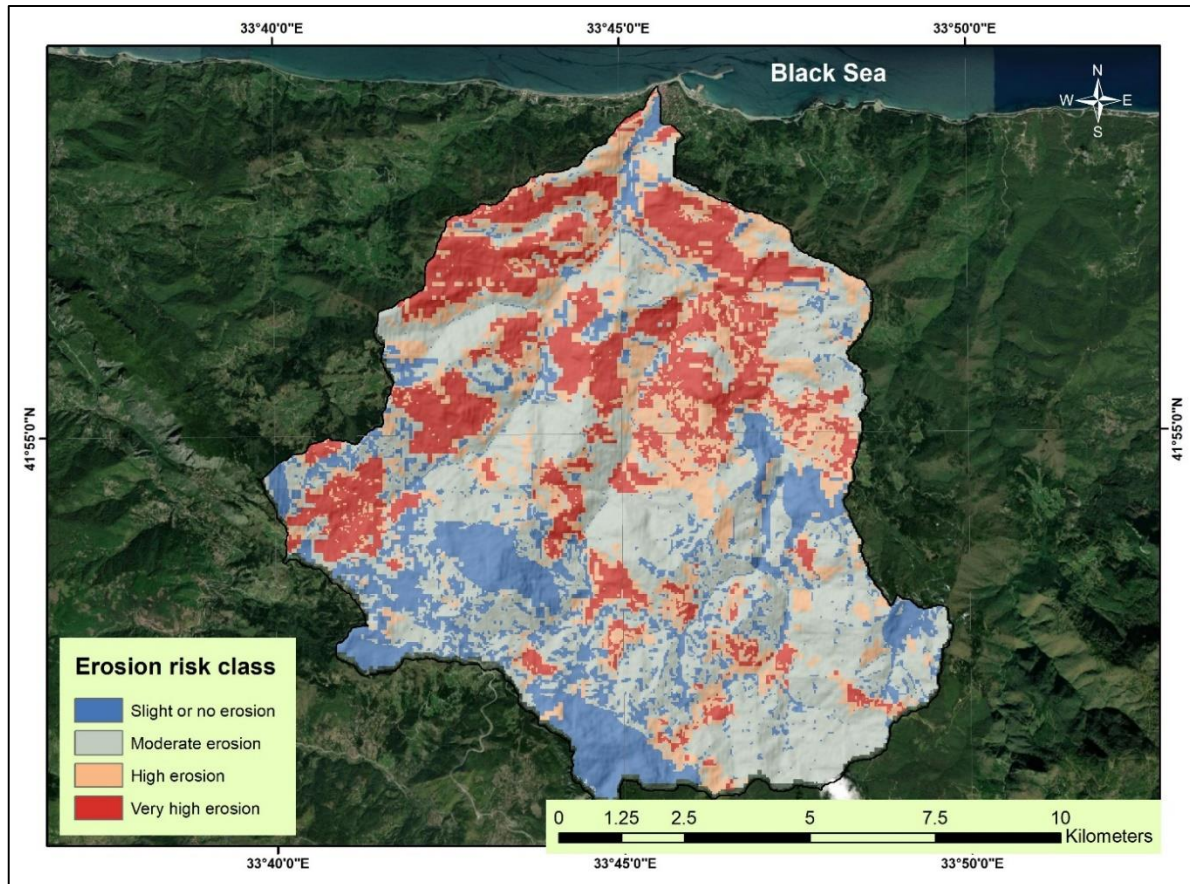 33°40'0"E 33°45'0"E 33°50'0"E
Black Sea
N
W E
S
41°55'0"N 41°55'0"N
Erosion risk class
Slight or no erosion
Moderate erosion
High erosion
Very high erosion
0 1.25 2.5 5 7.5 10
Kilometers
33°40'0"E 33°45'0"E 33°50'0"E